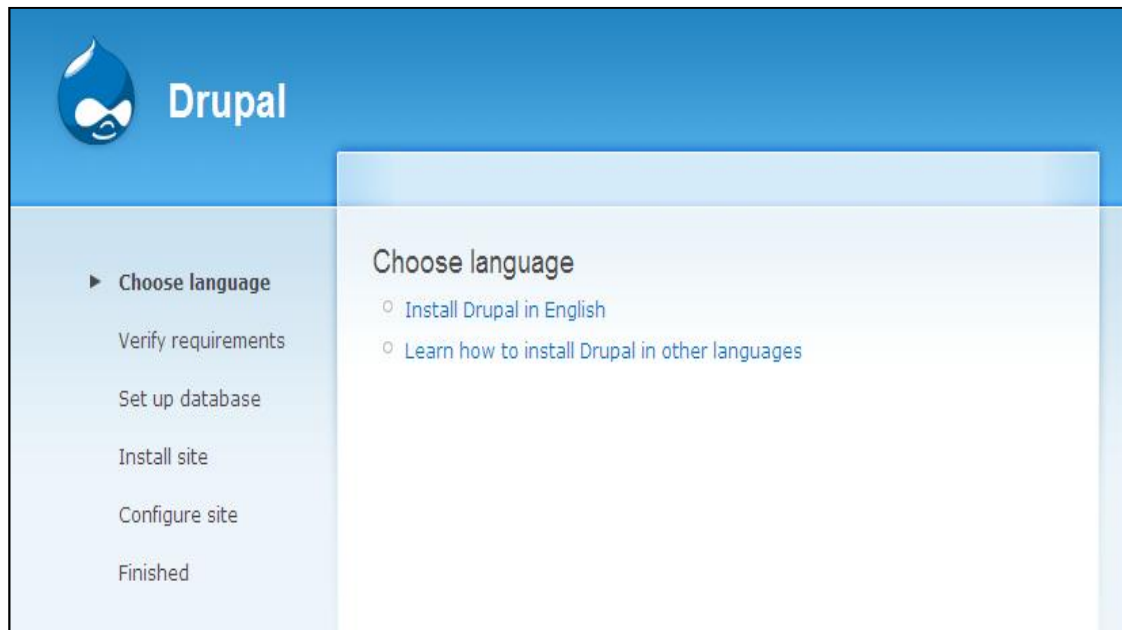 Drupal
Choose language
Verify requirements
Set up database
Install site
Configure site
Finished
Choose language
Install Drupal in English
Learn how to install Drupal in other languages